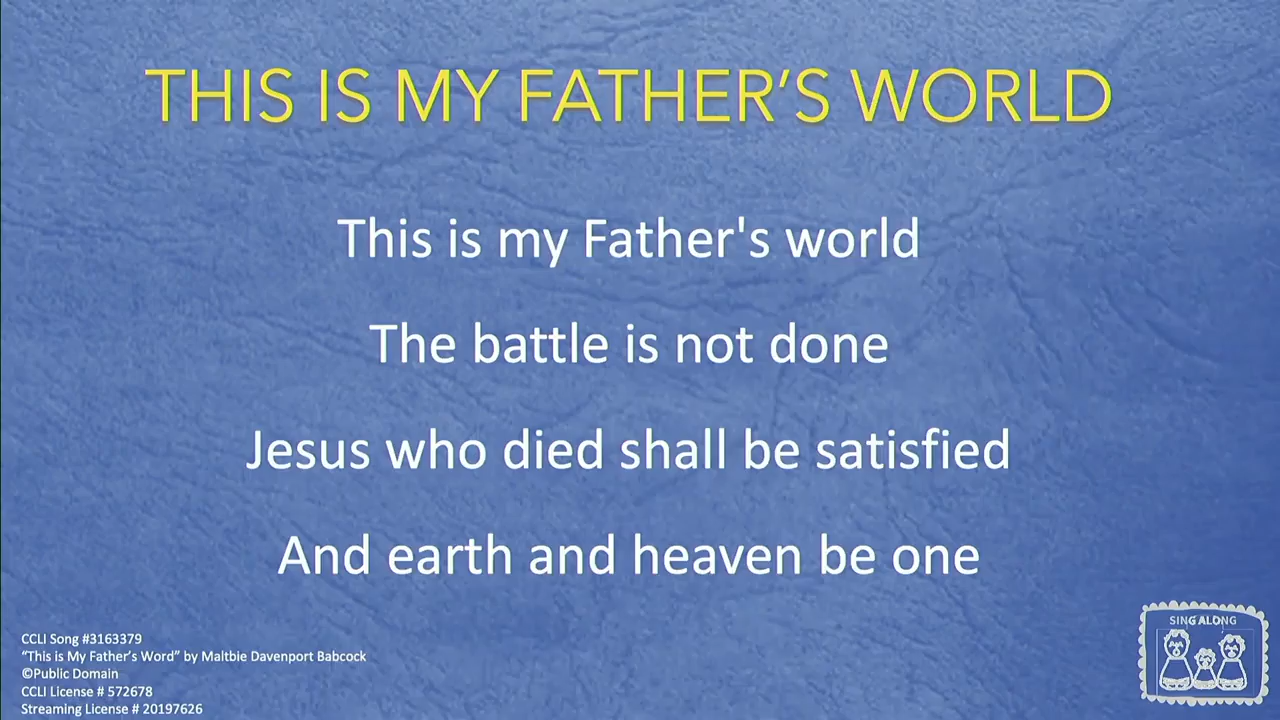 THIS IS MY FATHER’S WORLD
This is my Father's world
The battle is not done
Jesus who died shall be satisfied
And earth and heaven be one
CCLI Song #3163379
“This is My Father’s Word” by Maltbie Davenport Babcock
©Public Domain
CCLI License # 572678
Streaming License # 20197626
SING ALONG